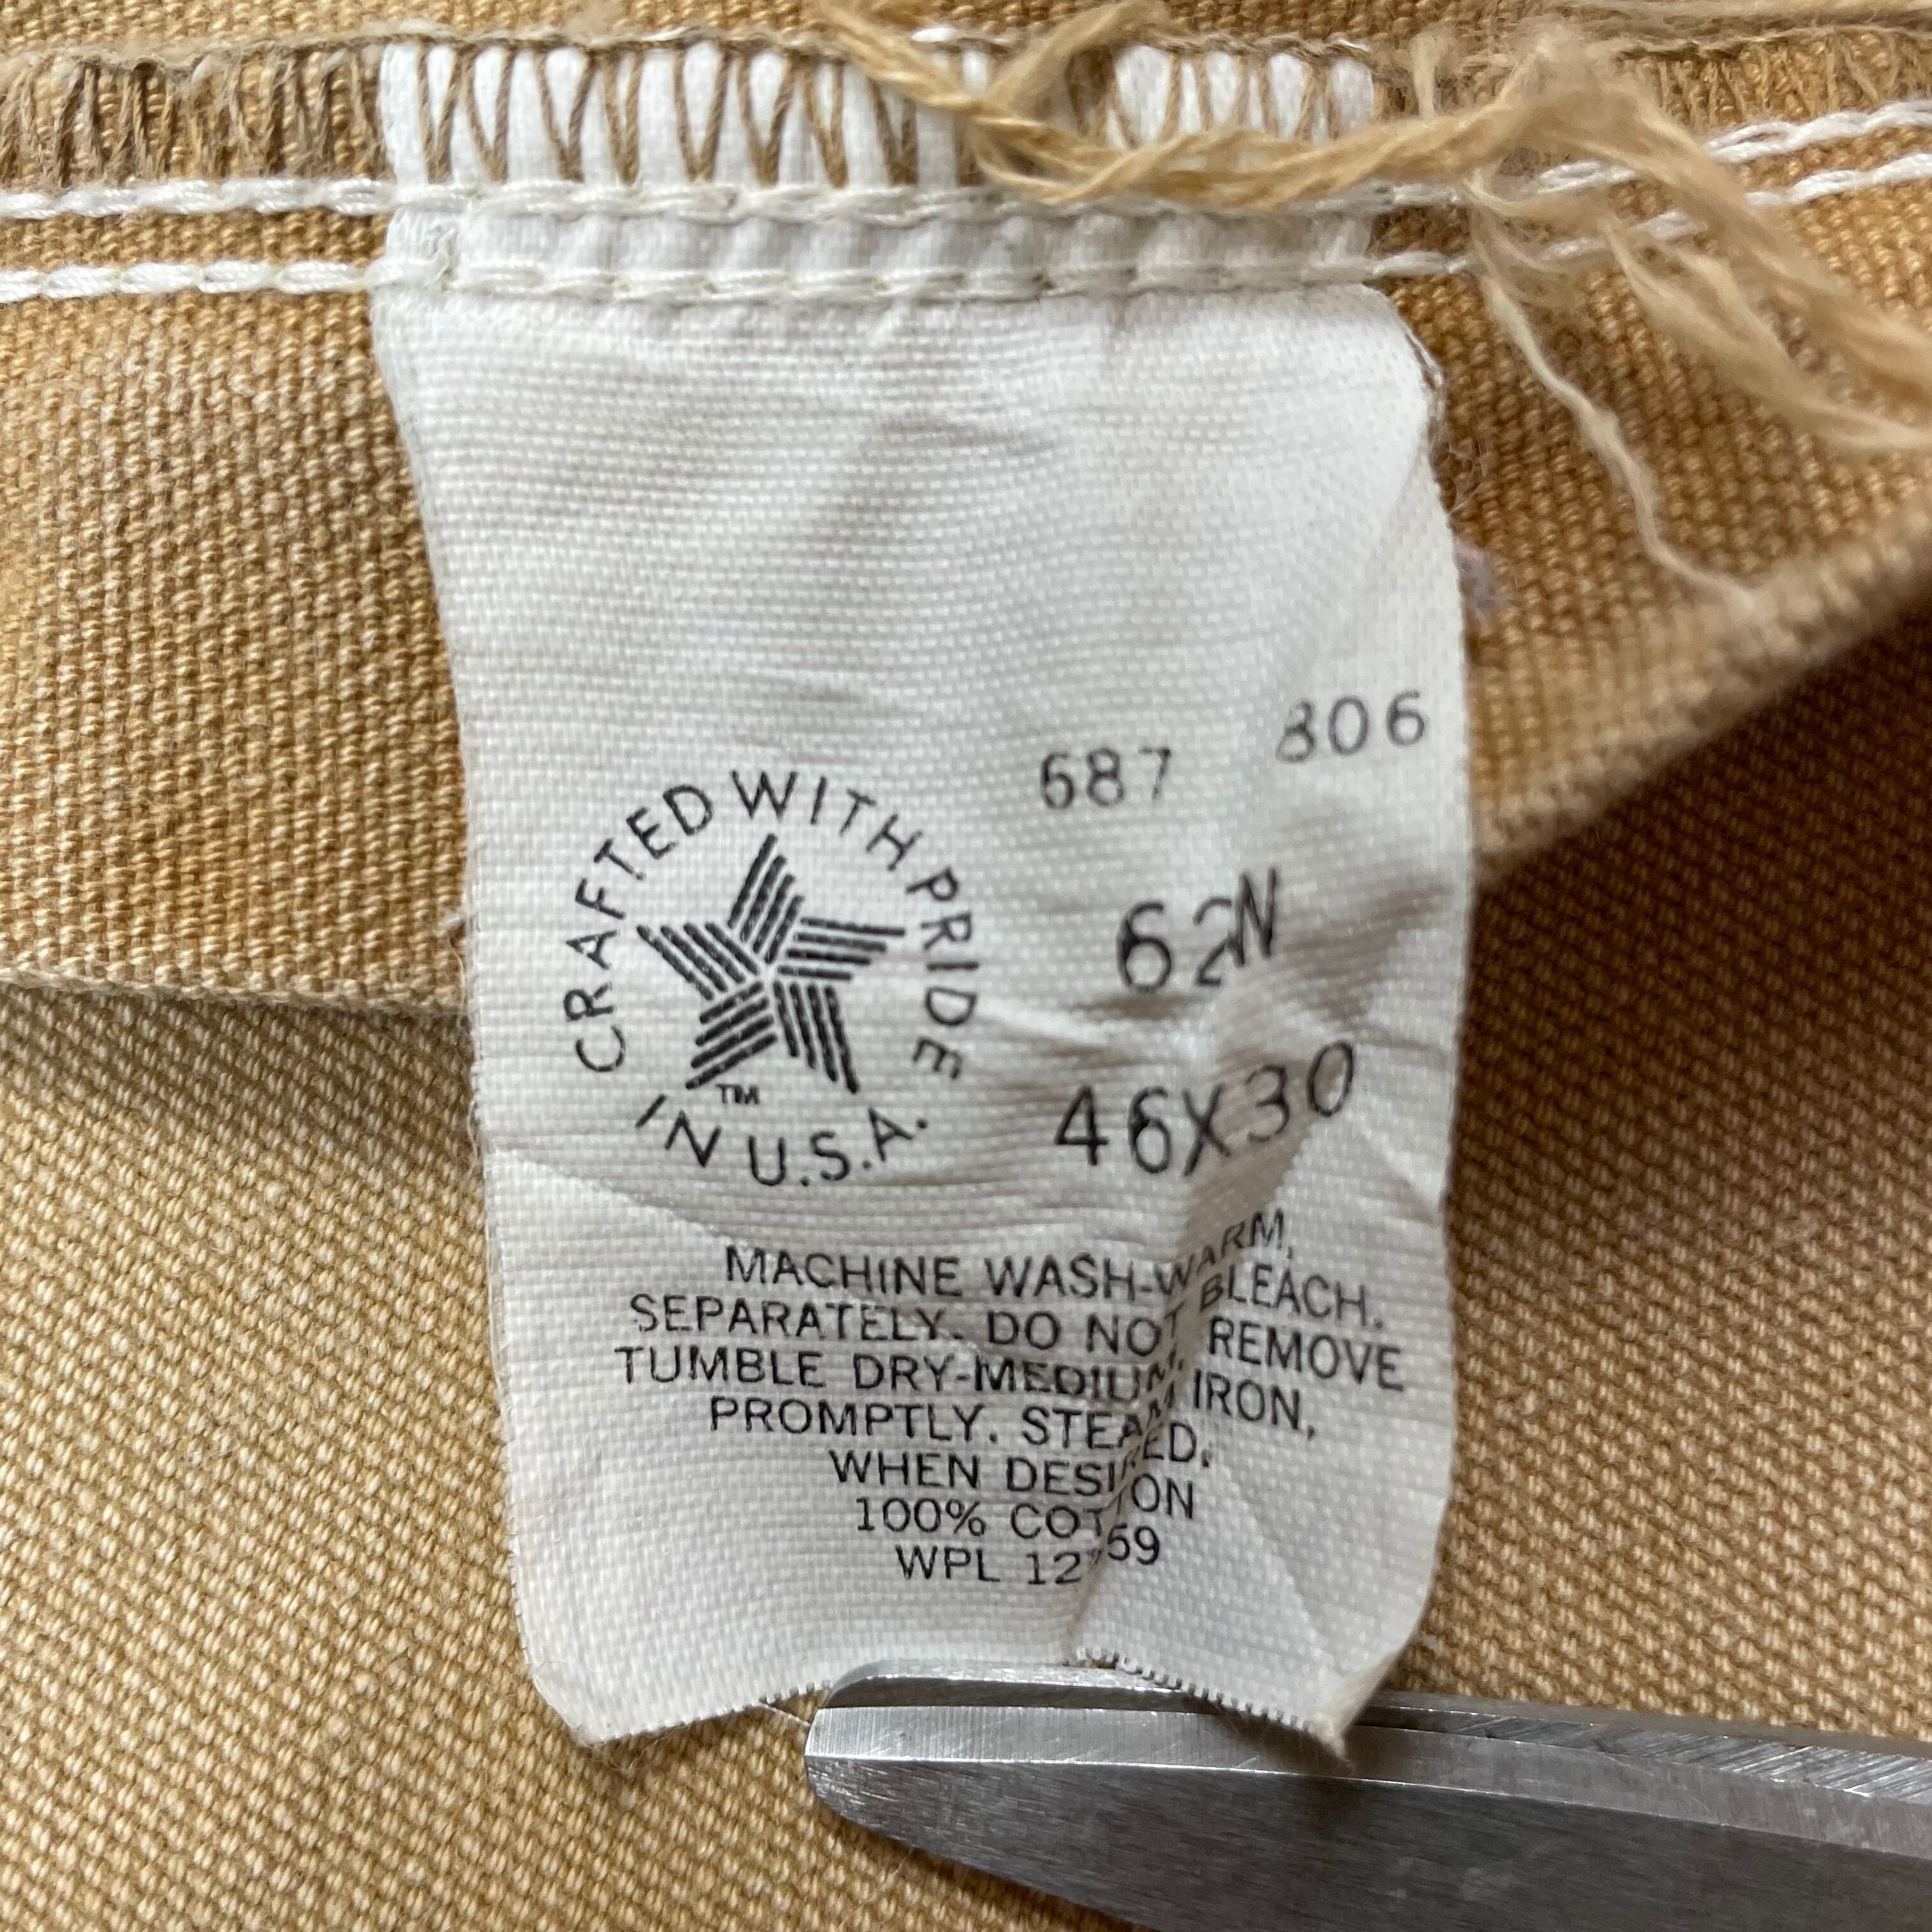 687 806
CRAFTED WITH PRIDE
IN U.S.A.
TM
62N
46X30
MACHINE WASH-WARM,
SEPARATELY. DO NOT BLEACH.
TUMBLE DRY-MEDIUM. REMOVE
PROMPTLY. STEAM IRON,
WHEN DESIRED.
100% COTTON
WPL